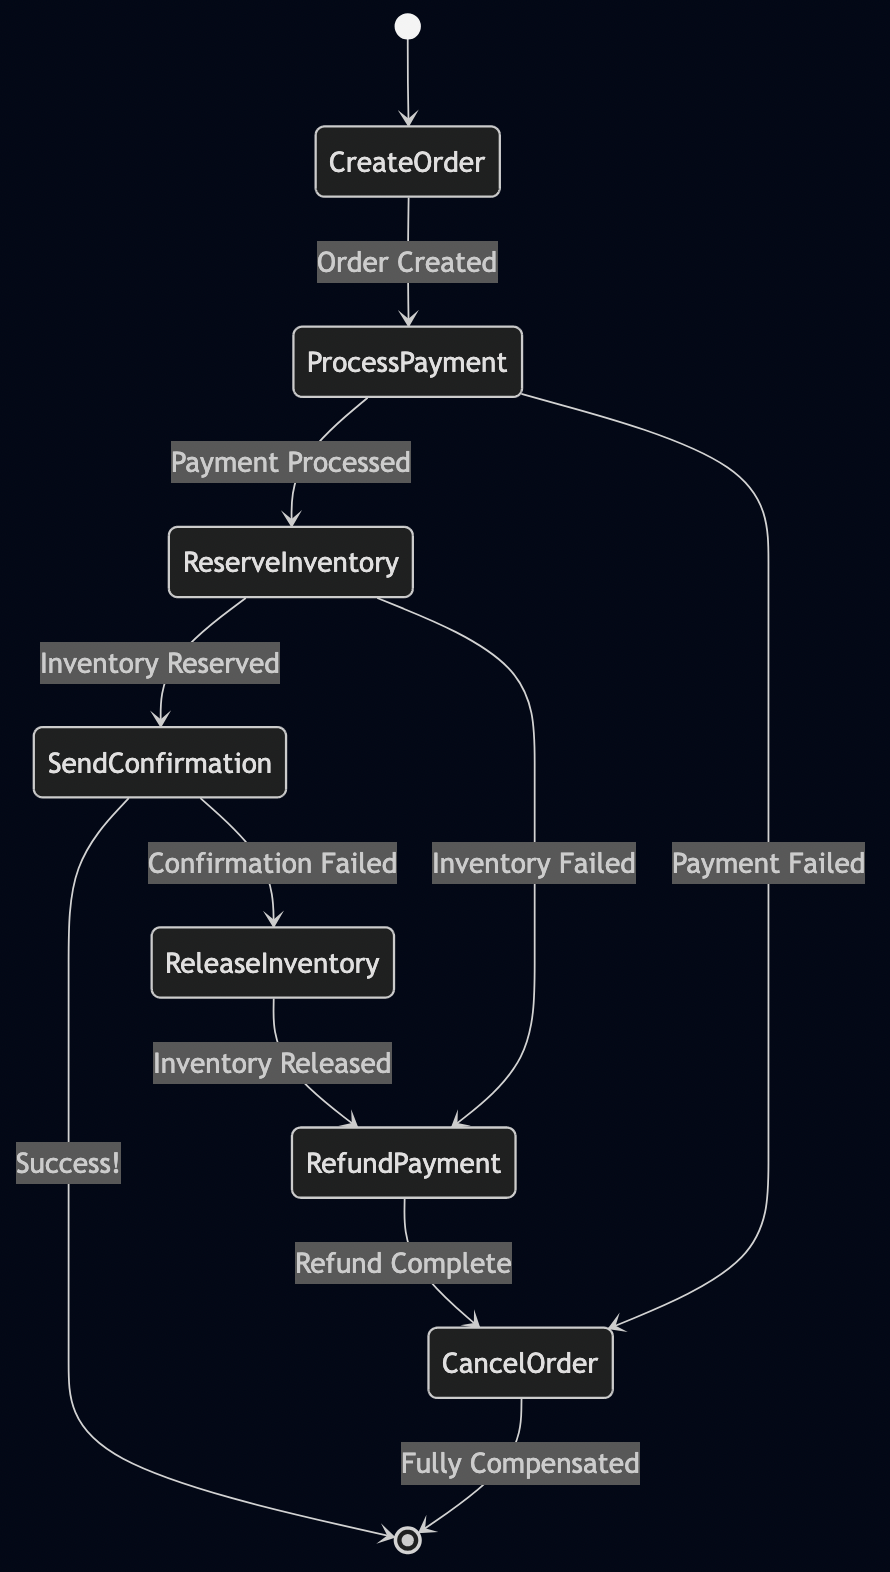 CreateOrder
Order Created
ProcessPayment
Payment Processed
ReserveInventory
Inventory Reserved
SendConfirmation
Confirmation Failed
Inventory Failed
Payment Failed
ReleaseInventory
Inventory Released
Success!
RefundPayment
Refund Complete
CancelOrder
Fully Compensated